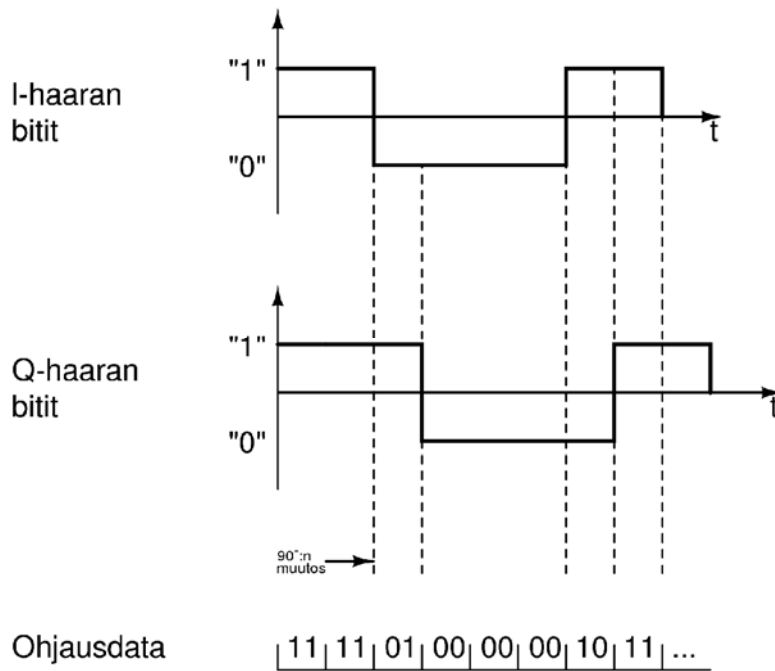 I-haaran
bitit
"1"
"0"
t
Q-haaran
bitit
"1"
"0"
t
90°:n
muutos
Ohjausdata 11 11 01 00 00 00 10 11 ...